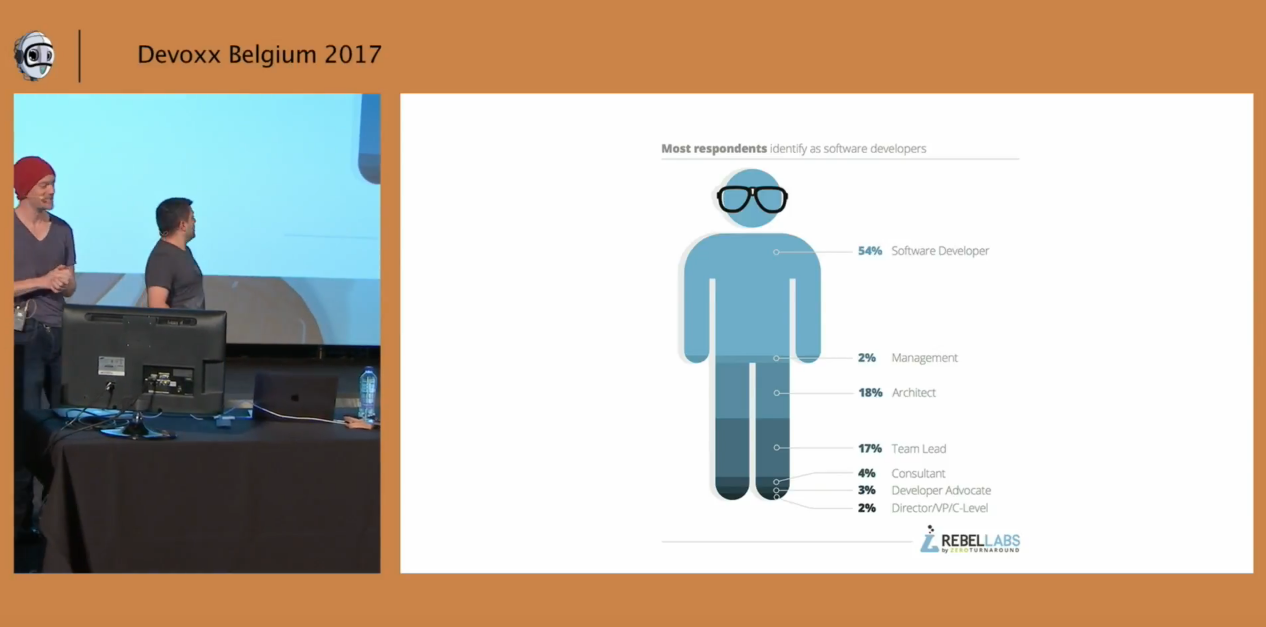 Devoxx Belgium 2017
Most respondents identify as software developers
54% Software Developer
2% Management
18% Architect
17% Team Lead
4% Consultant
3% Developer Advocate
2% Director/VP/C-Level
REBELLABS
by ZEROTURNAROUND